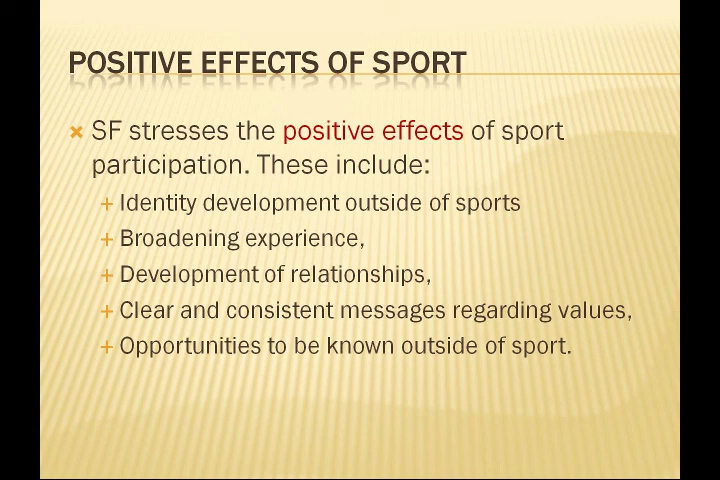 POSITIVE EFFECTS OF SPORT
SF stresses the positive effects of sport
participation. These include:
Identity development outside of sports
Broadening experience,
Development of relationships,
Clear and consistent messages regarding values,
Opportunities to be known outside of sport.